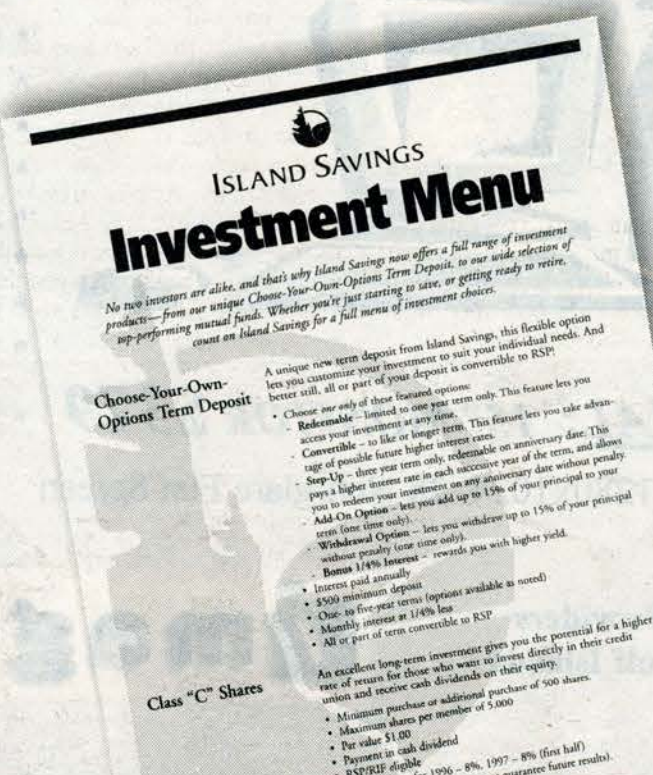 ISLAND SAVINGS
Investment Menu
No two investors are alike, and that's why Island Savings now offers a full range of investment
products—from our unique Choose-Your-Own-Options Term Deposit, to our wide selection of
top-performing mutual funds. Whether you're just starting to save, or getting ready to retire,
count on Island Savings for a full menu of investment choices.
Choose-Your-Own-
Options Term Deposit
A unique new term deposit from Island Savings, this flexible option
lets you customize your investment to suit your individual needs. And
better still, all or part of your deposit is convertible to RSP!
• Choose one only of these featured options:
- Redeemable – limited to one year term only. This feature lets you
access your investment at any time.
- Convertible – to like or longer term. This feature lets you take advan-
tage of possible future higher interest rates.
- Step-Up – three year term only, redeemable on anniversary date. This
pays a higher interest rate in each successive year of the term, and allows
you to redeem your investment on any anniversary date without penalty.
- Add-On Option – lets you add up to 15% of your principal to your
term (one time only).
- Withdrawal Option – lets you withdraw up to 15% of your principal
without penalty (one time only).
- Bonus 1/4% Interest – rewards you with higher yield.
• Interest paid annually
• $500 minimum deposit
• One- to five-year terms (options available as noted)
• Monthly interest at 1/4% less
• All or part of term convertible to RSP
Class "C" Shares
An excellent long-term investment gives you the potential for a higher
rate of return for those who want to invest directly in their credit
union and receive cash dividends on their equity.
• Minimum purchase or additional purchase of 500 shares.
• Maximum shares per member of 5,000
• Par value $1.00
• Payment in cash dividend
• RSP/RIF eligible
for 1996 – 8%, 1997 – 8% (first half)
guarantee future results).